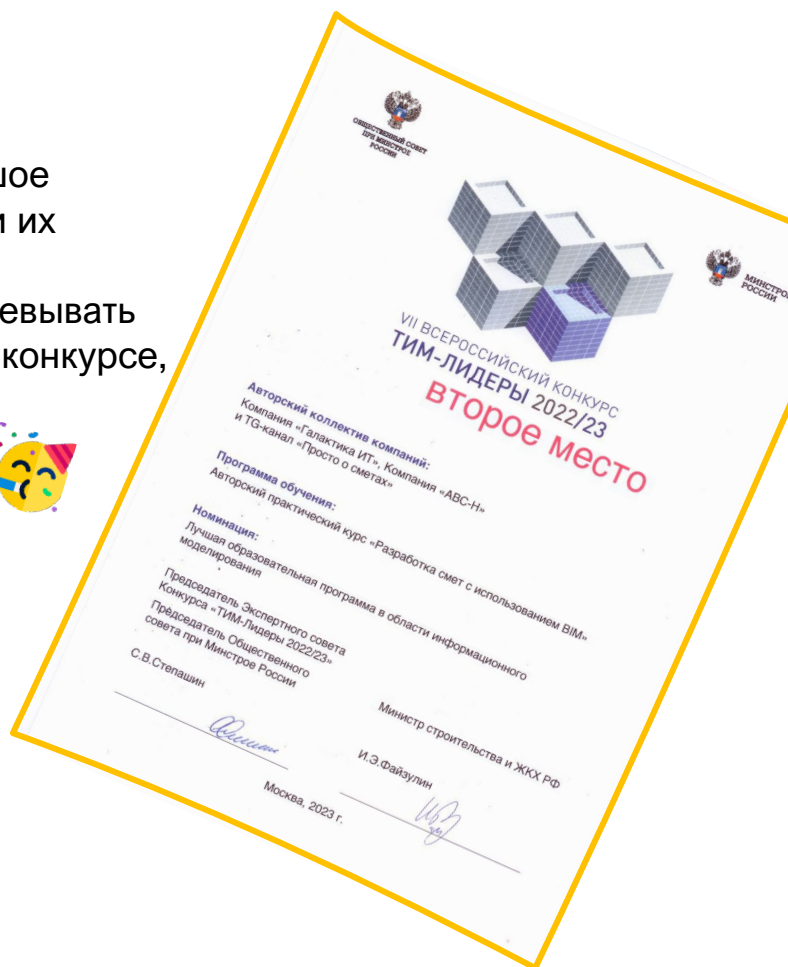 шое
и их
евывать
конкурсе,
ОБЩЕСТВЕННЫЙ СОВЕТ
ПРИ МИНСТРОЕ
РОССИИ
МИНСТРОЙ
РОССИИ
VII ВСЕРОССИЙСКИЙ КОНКУРС
ТИМ-ЛИДЕРЫ 2022/23
второе место
Авторский коллектив компаний:
Компания «Галактика ИТ», Компания «АВС-Н»
и TG-канал «Просто о сметах»
Программа обучения:
Авторский практический курс «Разработка смет с использованием BIM»
Номинация:
Лучшая образовательная программа в области информационного
моделирования
Председатель Экспертного совета
Конкурса «ТИМ-Лидеры 2022/23»
Председатель Общественного
совета при Минстрое России
С.В.Степашин
Министр строительства и ЖКХ РФ
И.Э.Файзулин
Москва, 2023 г.